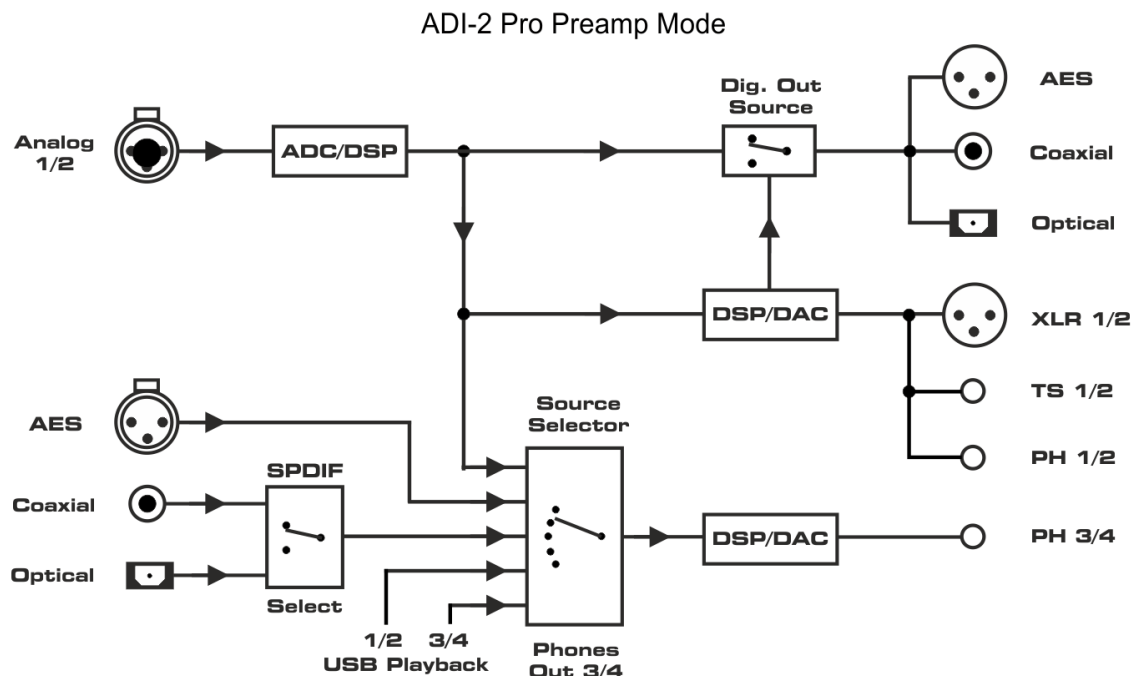 ADI-2 Pro Preamp Mode
Analog
1/2
ADC/DSP
Dig. Out
Source
AES
Coaxial
Optical
DSP/DAC
XLR 1/2
TS 1/2
PH 1/2
AES
Coaxial
Optical
SPDIF
Select
Source
Selector
1/2 3/4
USB Playback
Phones
Out 3/4
DSP/DAC
PH 3/4